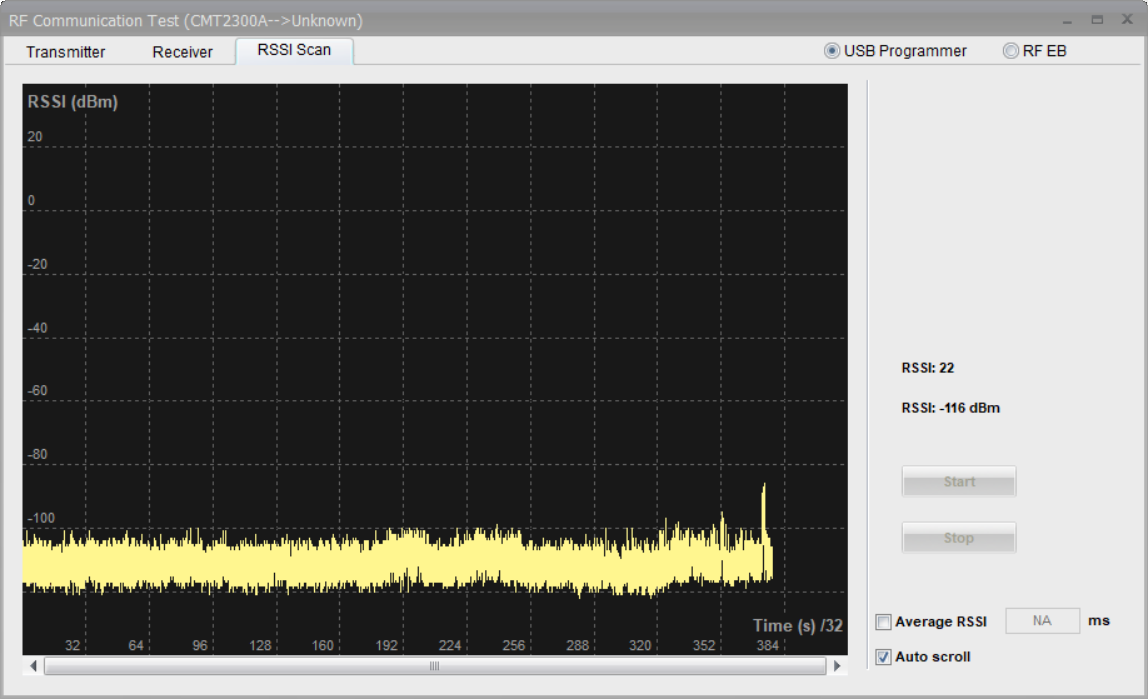 RF Communication Test (CMT2300A-->Unknown)
Transmitter Receiver RSSI Scan USB Programmer RF EB
RSSI (dBm)
20
0
-20
-40
-60
-80
-100
Time (s) /32
32 64 96 128 160 192 224 256 288 320 352 384
RSSI: 22
RSSI: -116 dBm
Start
Stop
Average RSSI NA ms
Auto scroll